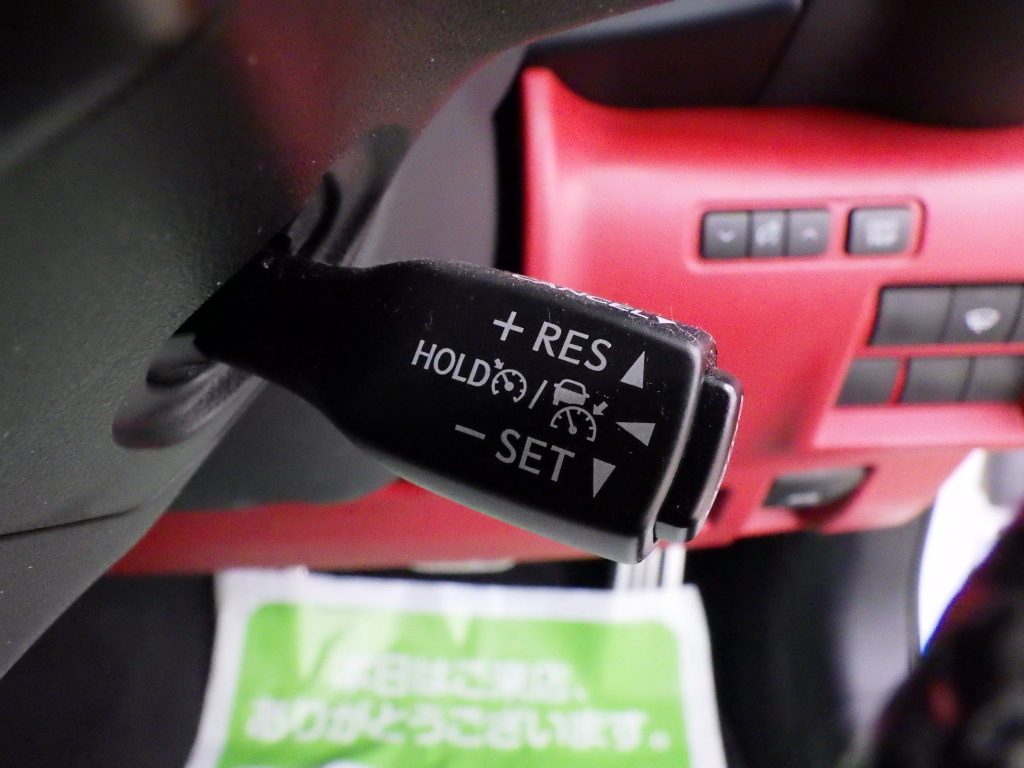 CANCEL
+ RES
HOLD /
− SET
本日はご来店、
ありがとうございます。